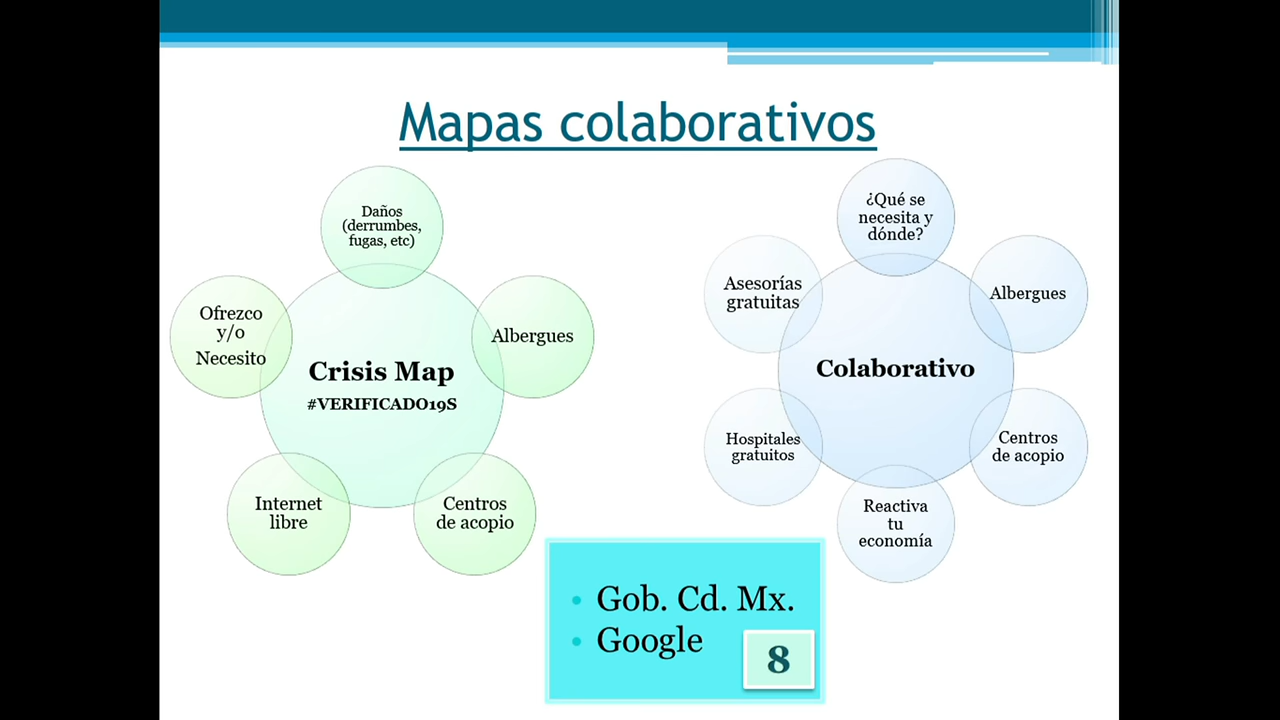 Mapas colaborativos
Daños
(derrumbes,
fugas, etc)
Albergues
Centros
de acopio
Internet
libre
Ofrezco
y/o
Necesito
Crisis Map
#VERIFICADO19S
¿Qué se
necesita y
dónde?
Albergues
Centros
de acopio
Reactiva
tu
economía
Hospitales
gratuitos
Asesorías
gratuitas
Colaborativo
• Gob. Cd. Mx.
• Google
8